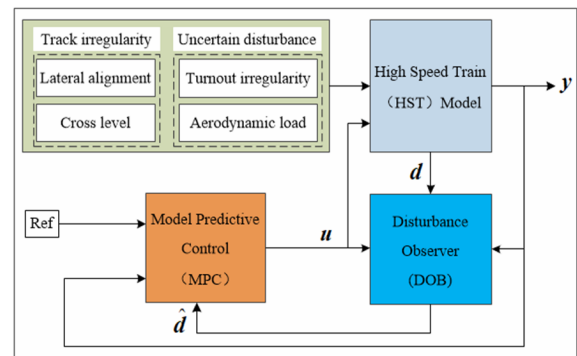 Track irregularity
Uncertain disturbance
Lateral alignment
Turnout irregularity
Cross level
Aerodynamic load
High Speed Train
（HST）Model
y
d
Ref
Model Predictive
Control
（MPC）
u
Disturbance
Observer
(DOB)
d̂